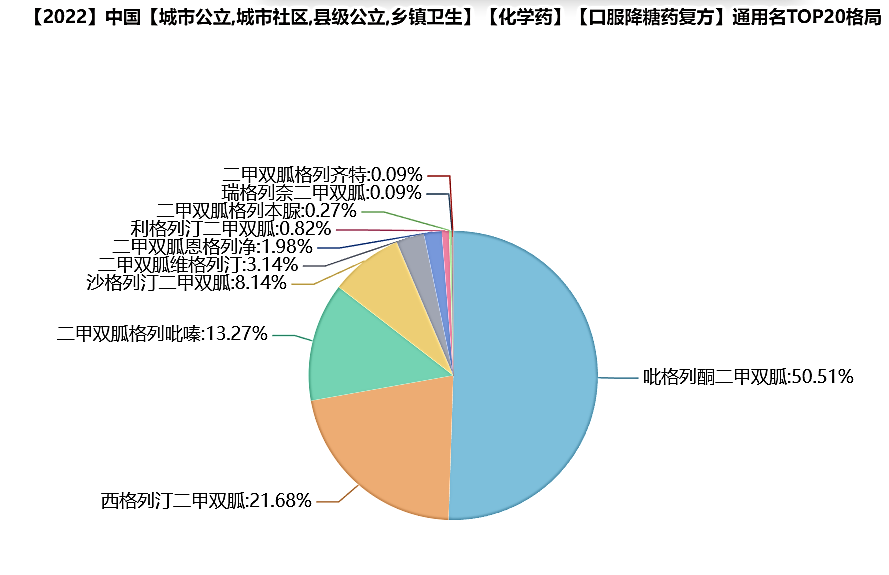 【2022】中国【城市公立,城市社区,县级公立,乡镇卫生】【化学药】【口服降糖药复方】通用名TOP20格局
二甲双胍格列齐特:0.09%
瑞格列奈二甲双胍:0.09%
二甲双胍格列本脲:0.27%
利格列汀二甲双胍:0.82%
二甲双胍恩格列净:1.98%
二甲双胍维格列汀:3.14%
沙格列汀二甲双胍:8.14%
二甲双胍格列吡嗪:13.27%
吡格列酮二甲双胍:50.51%
西格列汀二甲双胍:21.68%